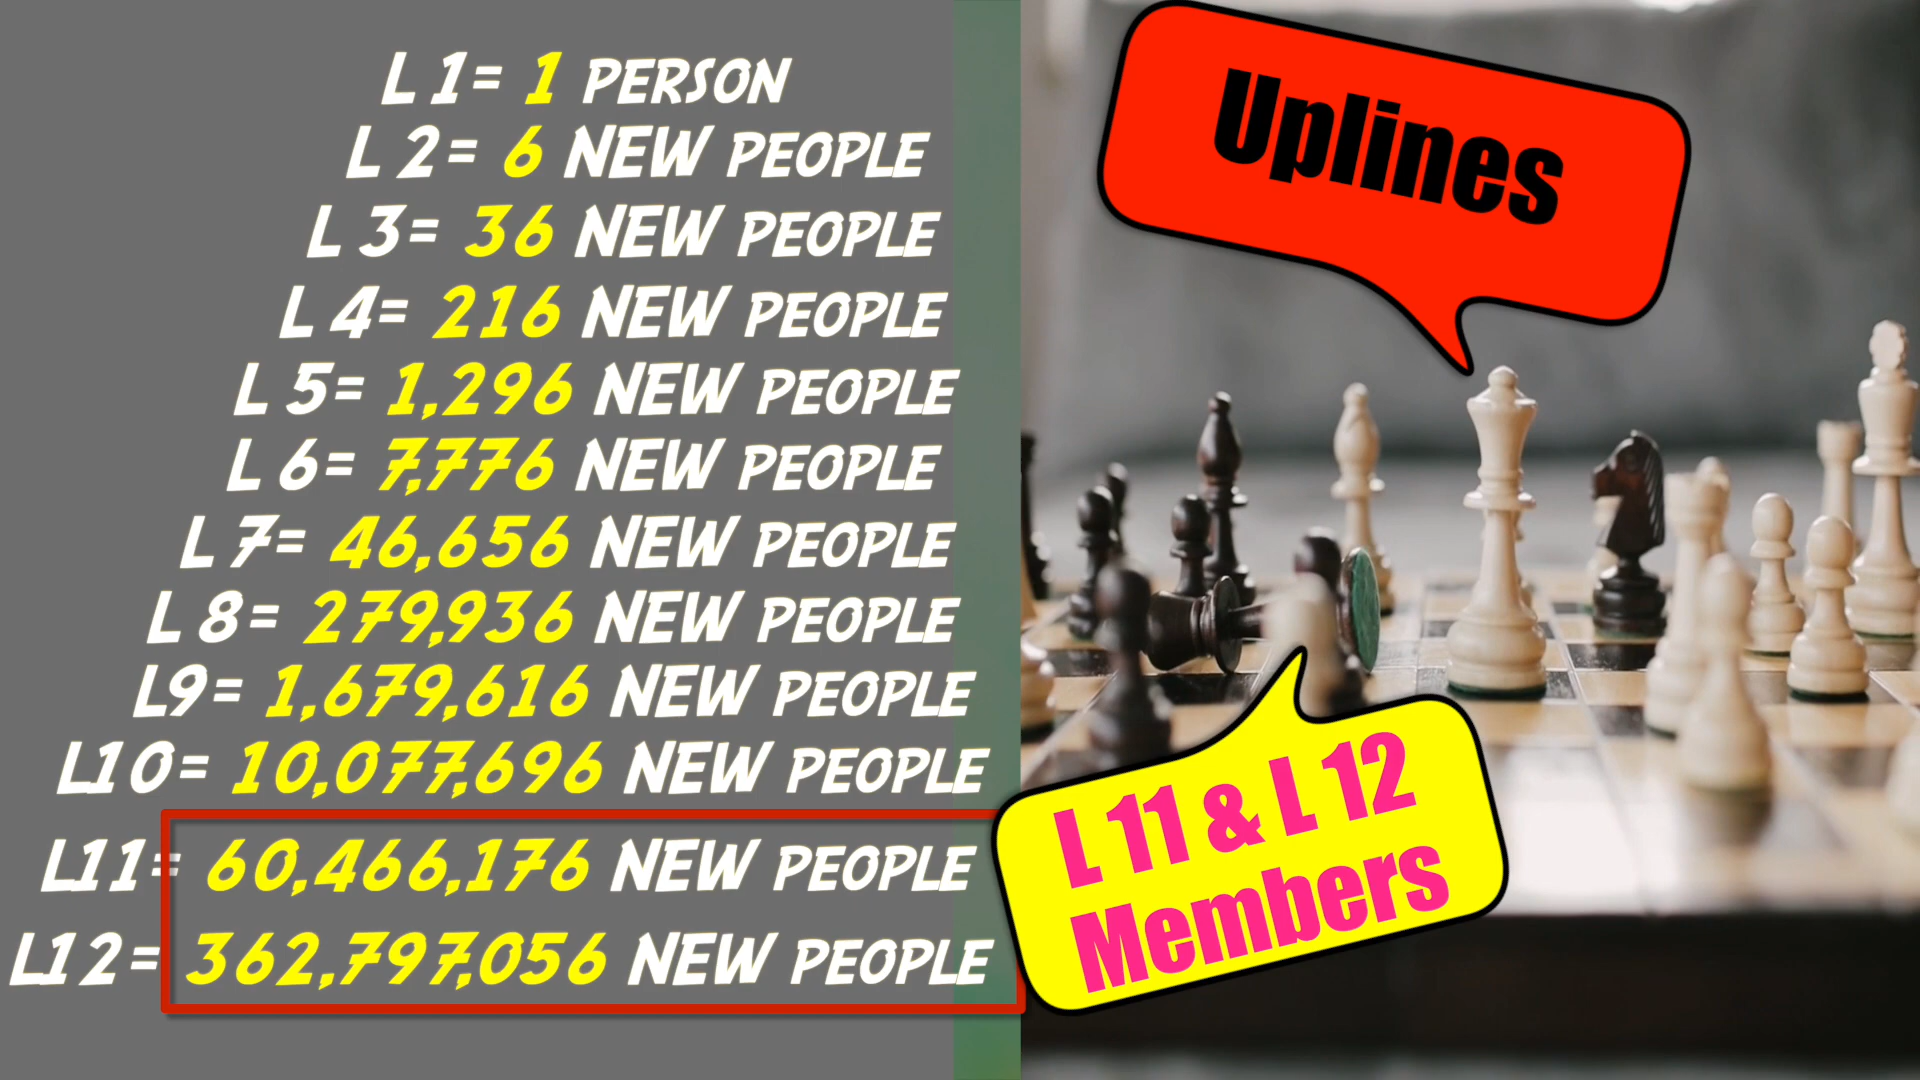 L 1= 1 PERSON
L 2= 6 NEW PEOPLE
L 3= 36 NEW PEOPLE
L 4= 216 NEW PEOPLE
L 5= 1,296 NEW PEOPLE
L 6= 7,776 NEW PEOPLE
L 7= 46,656 NEW PEOPLE
L 8= 279,936 NEW PEOPLE
L9= 1,679,616 NEW PEOPLE
L10= 10,077,696 NEW PEOPLE
L11= 60,466,176 NEW PEOPLE
L12= 362,797,056 NEW PEOPLE
Uplines
L 11 & L 12
Members